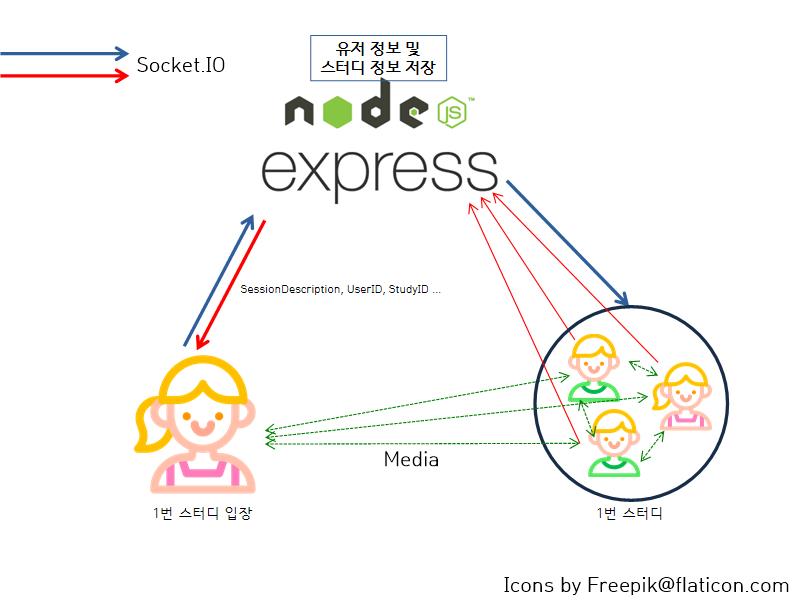 Socket.IO
유저 정보 및
스터디 정보 저장
node
JS™
express
SessionDescription, UserID, StudyID ...
Media
1번 스터디 입장
1번 스터디
Icons by Freepik@flaticon.com